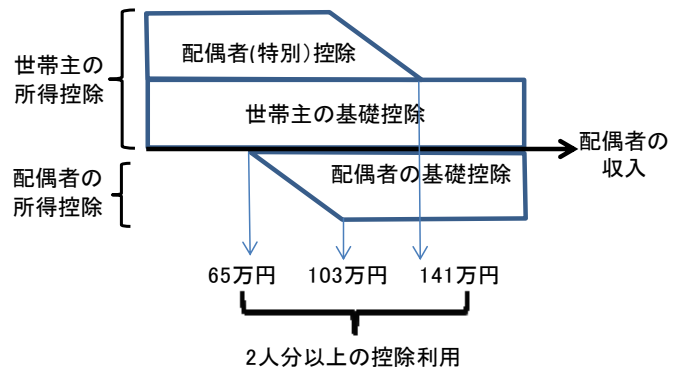 配偶者(特別)控除
世帯主の
所得控除
世帯主の基礎控除
配偶者の
収入
配偶者の基礎控除
配偶者の
所得控除
65万円
103万円
141万円
2人分以上の控除利用